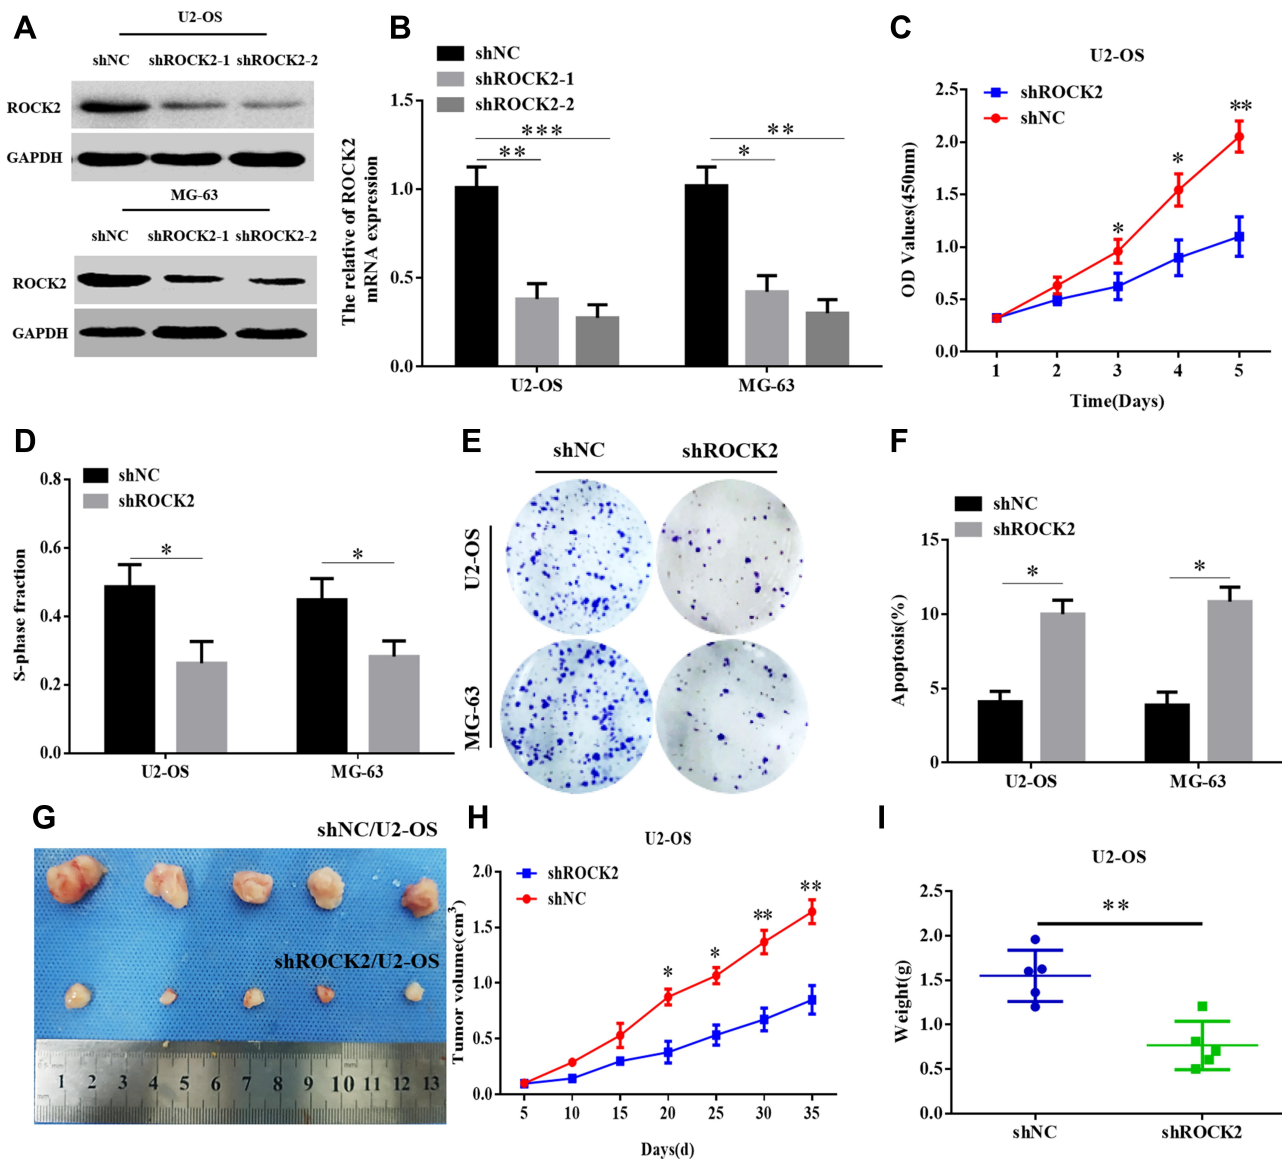 A
U2-OS
shNC shROCK2-1 shROCK2-2
ROCK2
GAPDH
MG-63
shNC shROCK2-1 shROCK2-2
ROCK2
GAPDH
B
shNC
shROCK2-1
shROCK2-2
The relative of ROCK2
mRNA expression
1.5
1.0
0.5
0.0
*** **
** *
U2-OS MG-63
C
U2-OS
shROCK2
shNC
OD Values(450nm)
2.5
2.0
1.5
1.0
0.5
0.0
* * **
1 2 3 4 5
Time(Days)
D
shNC
shROCK2
S-phase fraction
0.8
0.6
0.4
0.2
0.0
* *
U2-OS MG-63
E
shNC shROCK2
U2-OS
MG-63
F
shNC
shROCK2
Apoptosis(%)
15
10
5
0
* *
U2-OS MG-63
G
shNC/U2-OS
shROCK2/U2-OS
1 2 3 4 5 6 7 8 9 10 11 12 13
H
U2-OS
shROCK2
shNC
Tumor volume(cm3
2.0
1.5
1.0
0.5
0.0
* * ** **
5 10 15 20 25 30 35
Days(d)
I
U2-OS
Weight(g)
2.5
2.0
1.5
1.0
0.5
0.0
**
shNC shROCK2